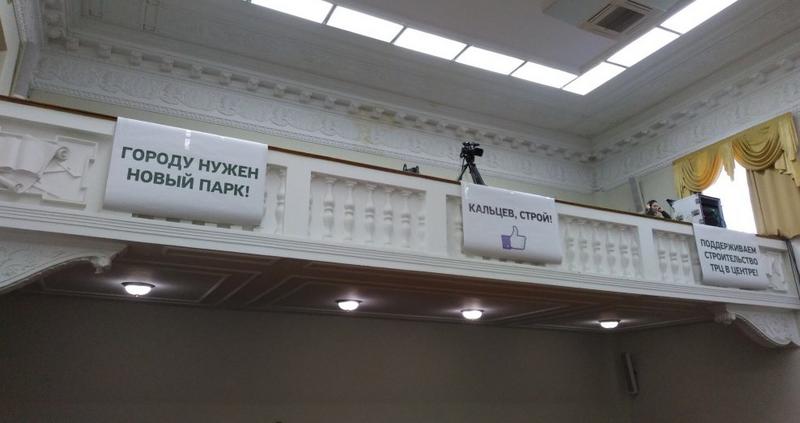 ГОРОДУ НУЖЕН
НОВЫЙ ПАРК!
КАЛЬЦЕВ, СТРОЙ!
ПОДДЕРЖИВАЕМ
СТРОИТЕЛЬСТВО
ТРЦ В ЦЕНТРЕ!